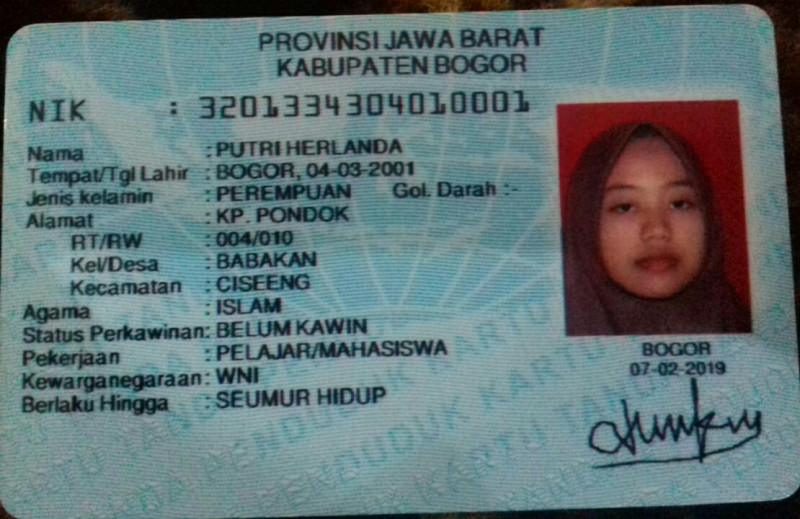 PROVINSI JAWA BARAT
KABUPATEN BOGOR
NIK : 3201334304010001
Nama : PUTRI HERLANDA
Tempat/Tgl Lahir : BOGOR, 04-03-2001
Jenis kelamin : PEREMPUAN Gol. Darah :-
Alamat : KP. PONDOK
RT/RW : 004/010
Kel/Desa : BABAKAN
Kecamatan : CISEENG
Agama : ISLAM
Status Perkawinan: BELUM KAWIN
Pekerjaan : PELAJAR/MAHASISWA
Kewarganegaraan: WNI
Berlaku Hingga : SEUMUR HIDUP
BOGOR
07-02-2019